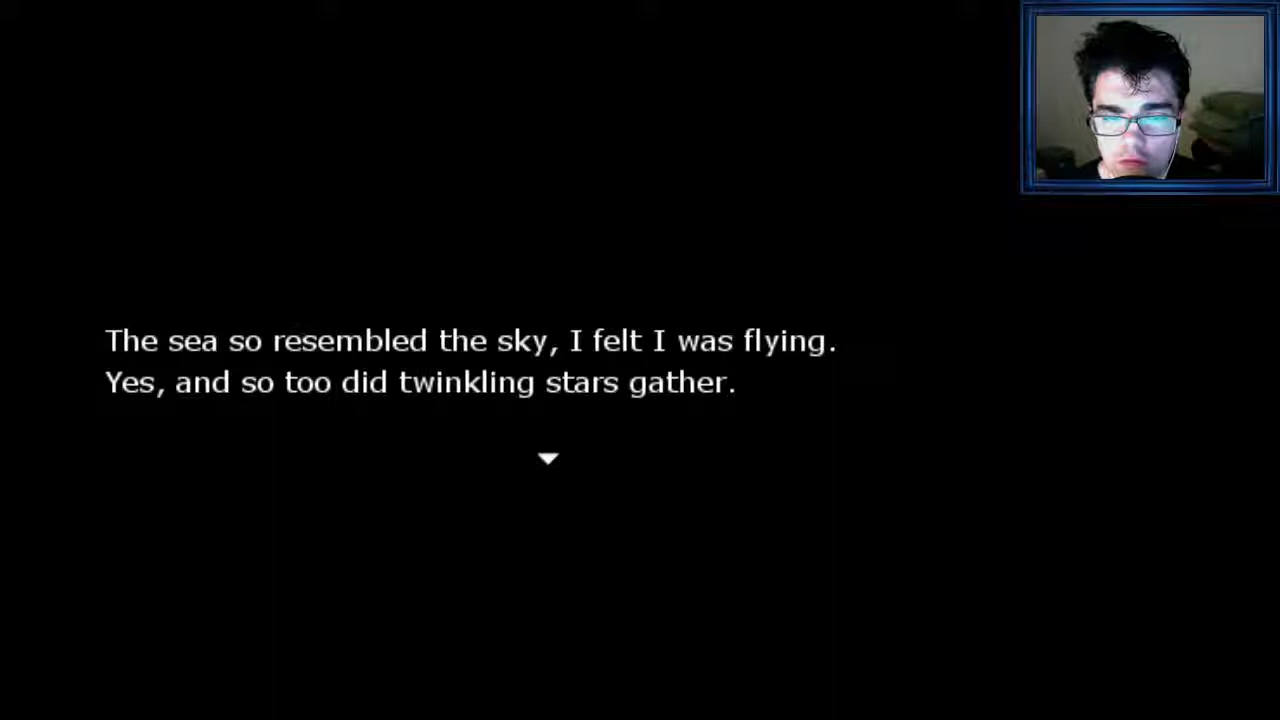 The sea so resembled the sky, I felt I was flying.
Yes, and so too did twinkling stars gather.